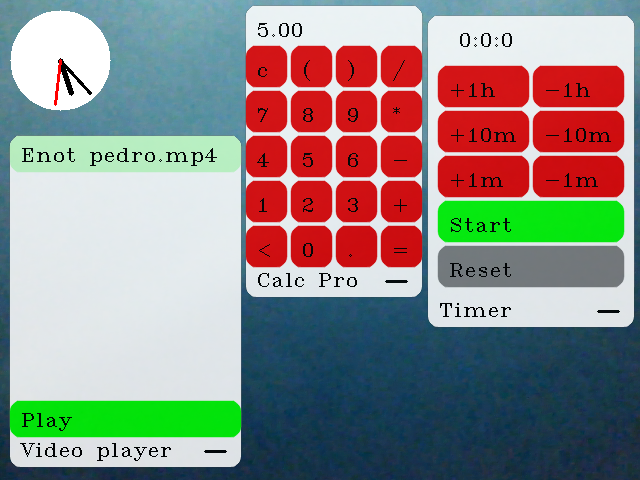 Enot pedro.mp4
Play
Video player
5.00
c ( ) /
7 8 9 *
4 5 6 -
1 2 3 +
< 0 . =
Calc Pro
0:0:0
+1h -1h
+10m -10m
+1m -1m
Start
Reset
Timer